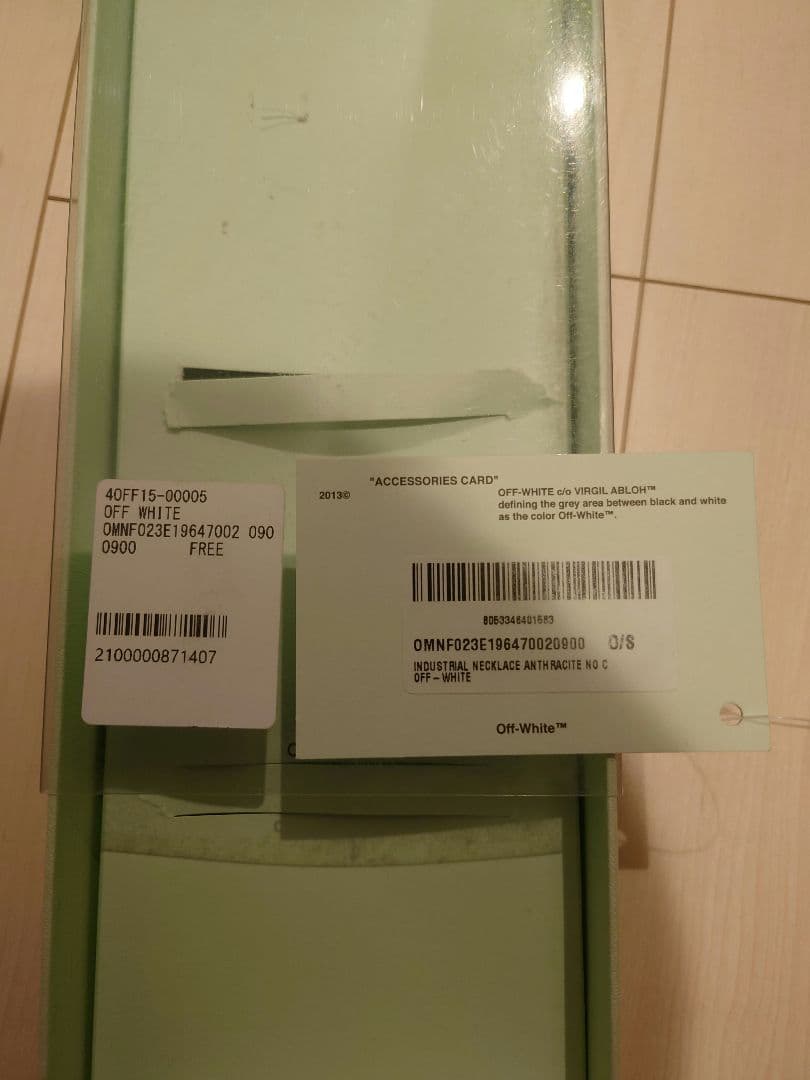 4OFF15-00005
OFF WHITE
OMNF023E19647002 090
0900 FREE
2100000871407
"ACCESSORIES CARD"
2013©
OFF-WHITE c/o VIRGIL ABLOH™
defining the grey area between black and white
as the color Off-White™.
8053346401583
OMNF023E196470020900 O/S
INDUSTRIAL NECKLACE ANTHRACITE NO C
OFF-WHITE
Off-White™